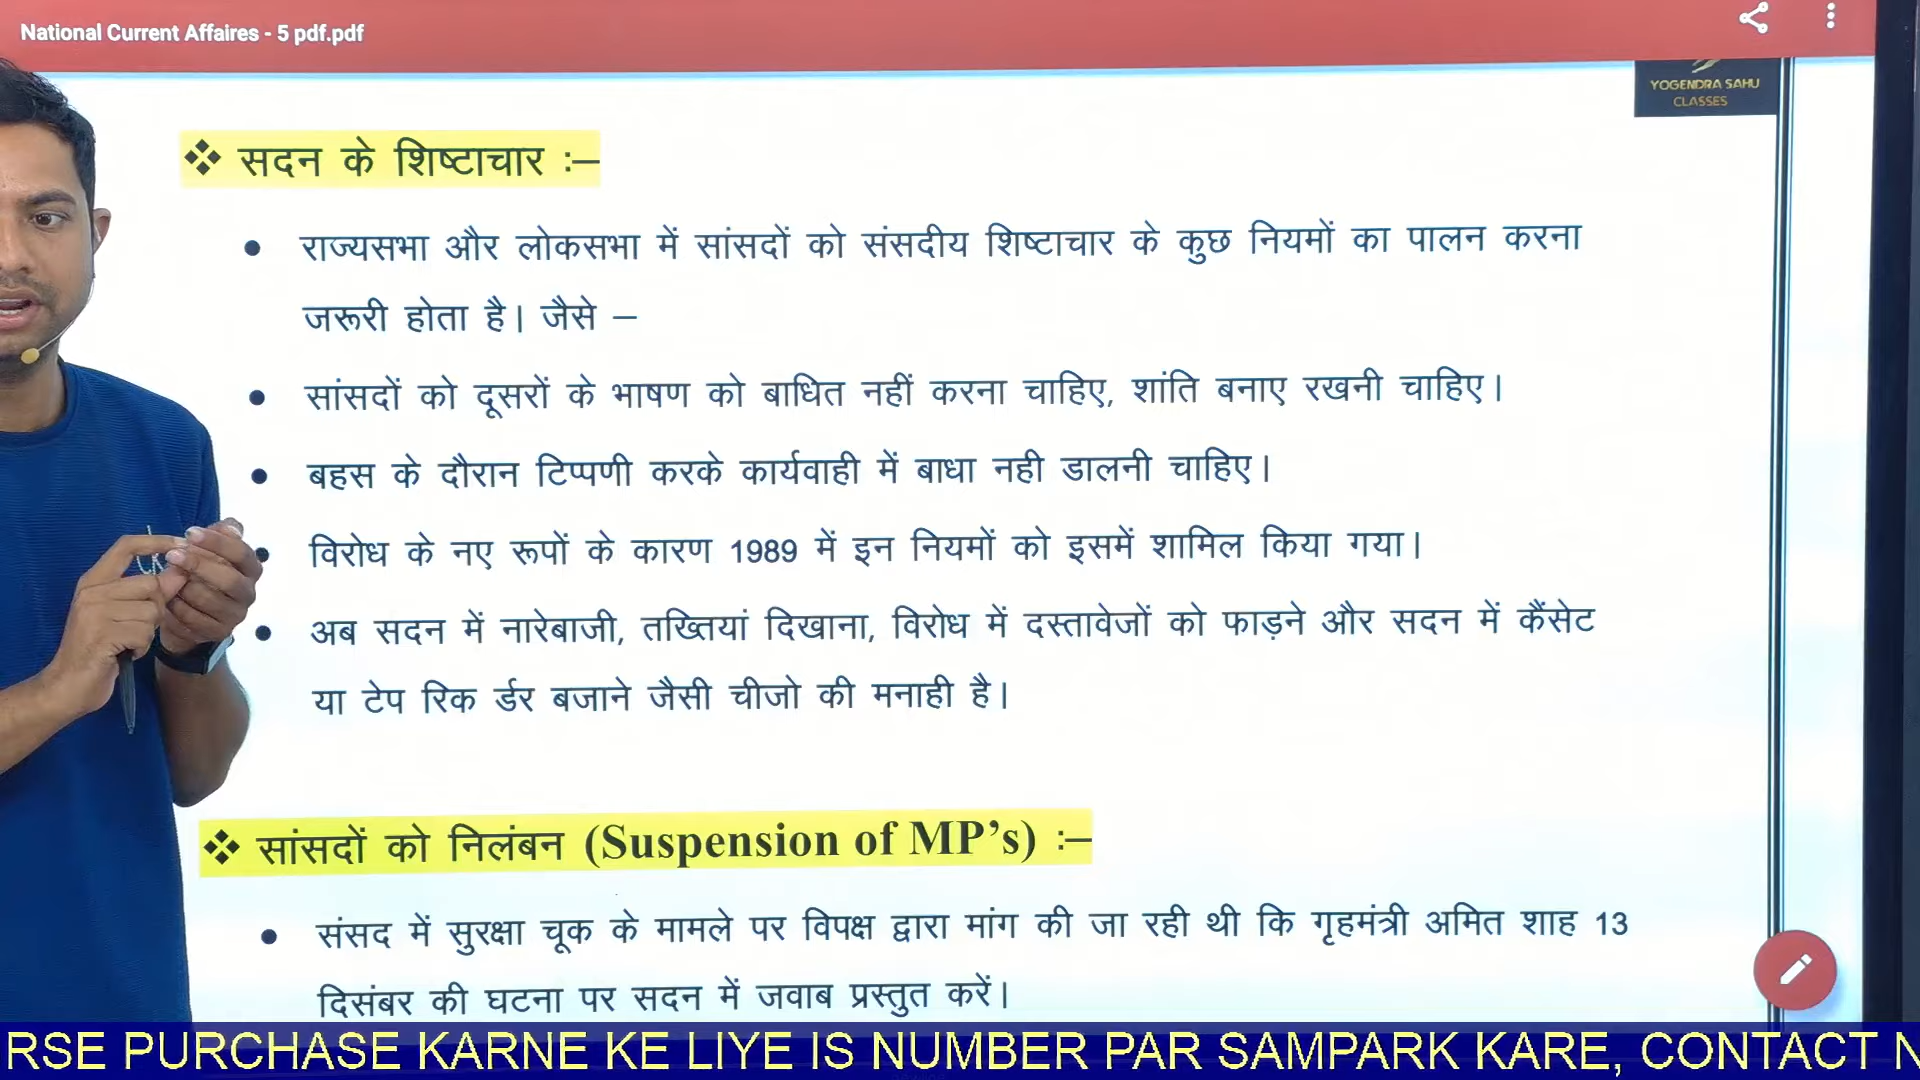 National Current Affaires - 5 pdf.pdf
YOGENDRA SAHU
CLASSES
❖ सदन के शिष्टाचार :–
• राज्यसभा और लोकसभा में सांसदों को संसदीय शिष्टाचार के कुछ नियमों का पालन करना
जरूरी होता है। जैसे –
• सांसदों को दूसरों के भाषण को बाधित नहीं करना चाहिए, शांति बनाए रखनी चाहिए।
• बहस के दौरान टिप्पणी करके कार्यवाही में बाधा नही डालनी चाहिए।
• विरोध के नए रूपों के कारण 1989 में इन नियमों को इसमें शामिल किया गया।
• अब सदन में नारेबाजी, तख्तियां दिखाना, विरोध में दस्तावेजों को फाड़ने और सदन में कैंसेट
या टेप रिक र्डर बजाने जैसी चीजो की मनाही है।
❖ सांसदों को निलंबन (Suspension of MP’s) :–
• संसद में सुरक्षा चूक के मामले पर विपक्ष द्वारा मांग की जा रही थी कि गृहमंत्री अमित शाह 13
दिसंबर की घटना पर सदन में जवाब प्रस्तुत करें।
RSE PURCHASE KARNE KE LIYE IS NUMBER PAR SAMPARK KARE, CONTACT N